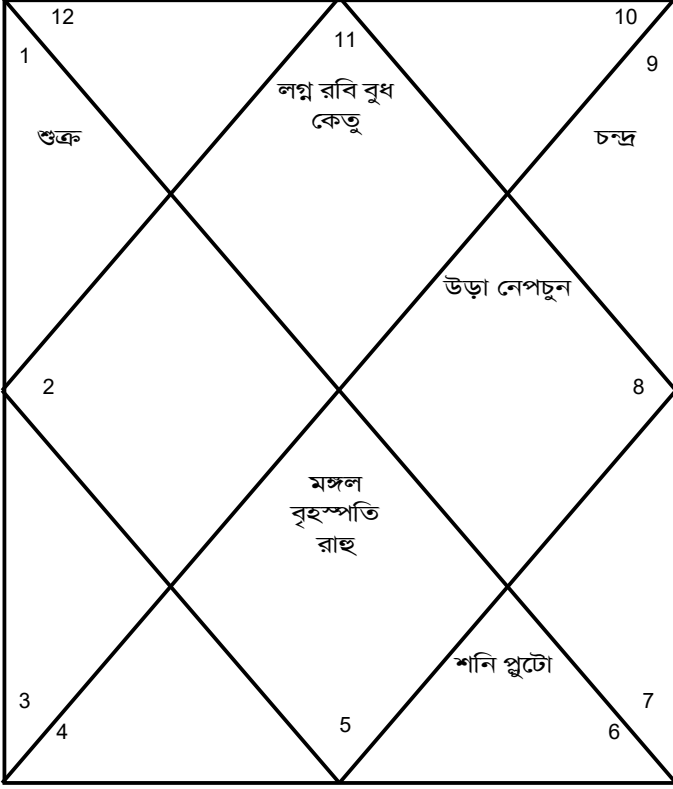 12
10
11
1
9
লগ্ন রবি বুধ
কেতু
শুক্র
চন্দ্র
উড়া নেপচুন
2
8
মঙ্গল
বৃহস্পতি
রাহু
শনি প্লুটো
3
7
5
4
6